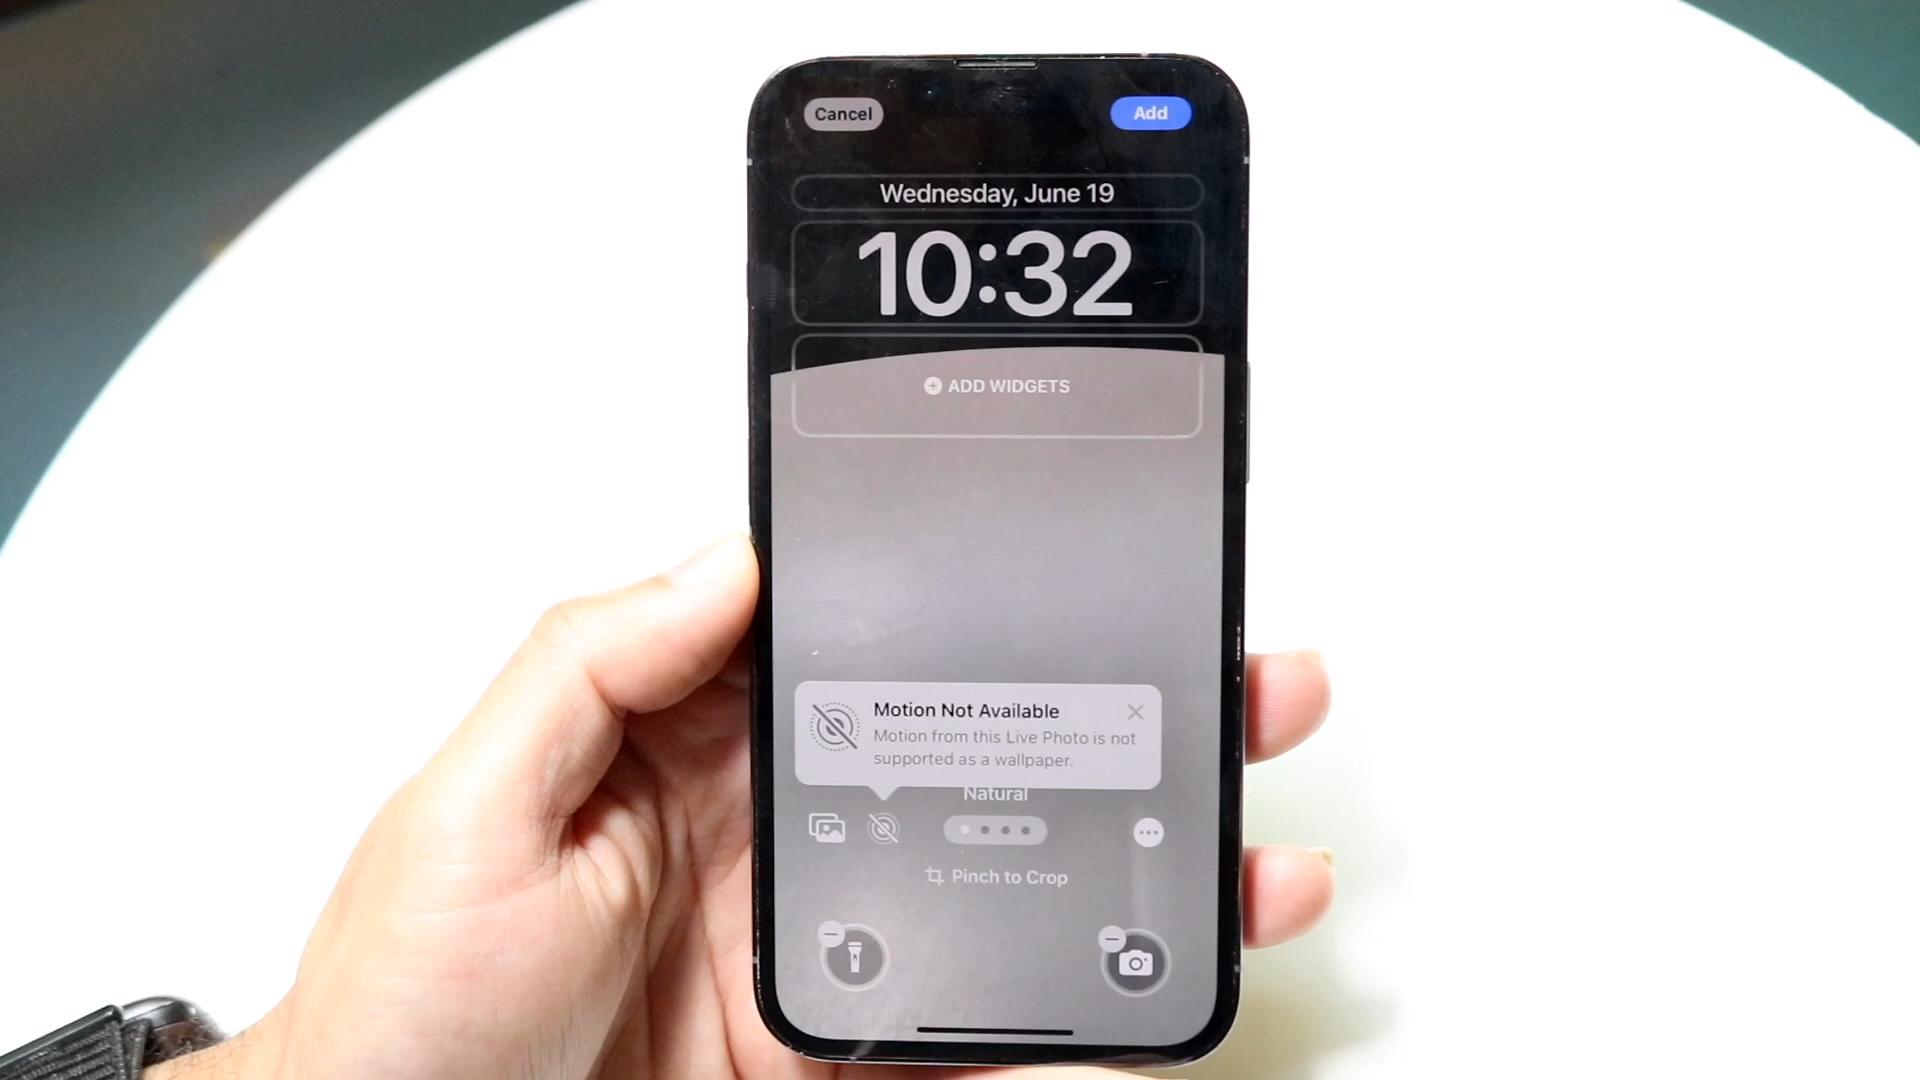 Cancel
Add
Wednesday, June 19
10:32
ADD WIDGETS
Motion Not Available
Motion from this Live Photo is not
supported as a wallpaper.
Natural
Pinch to Crop